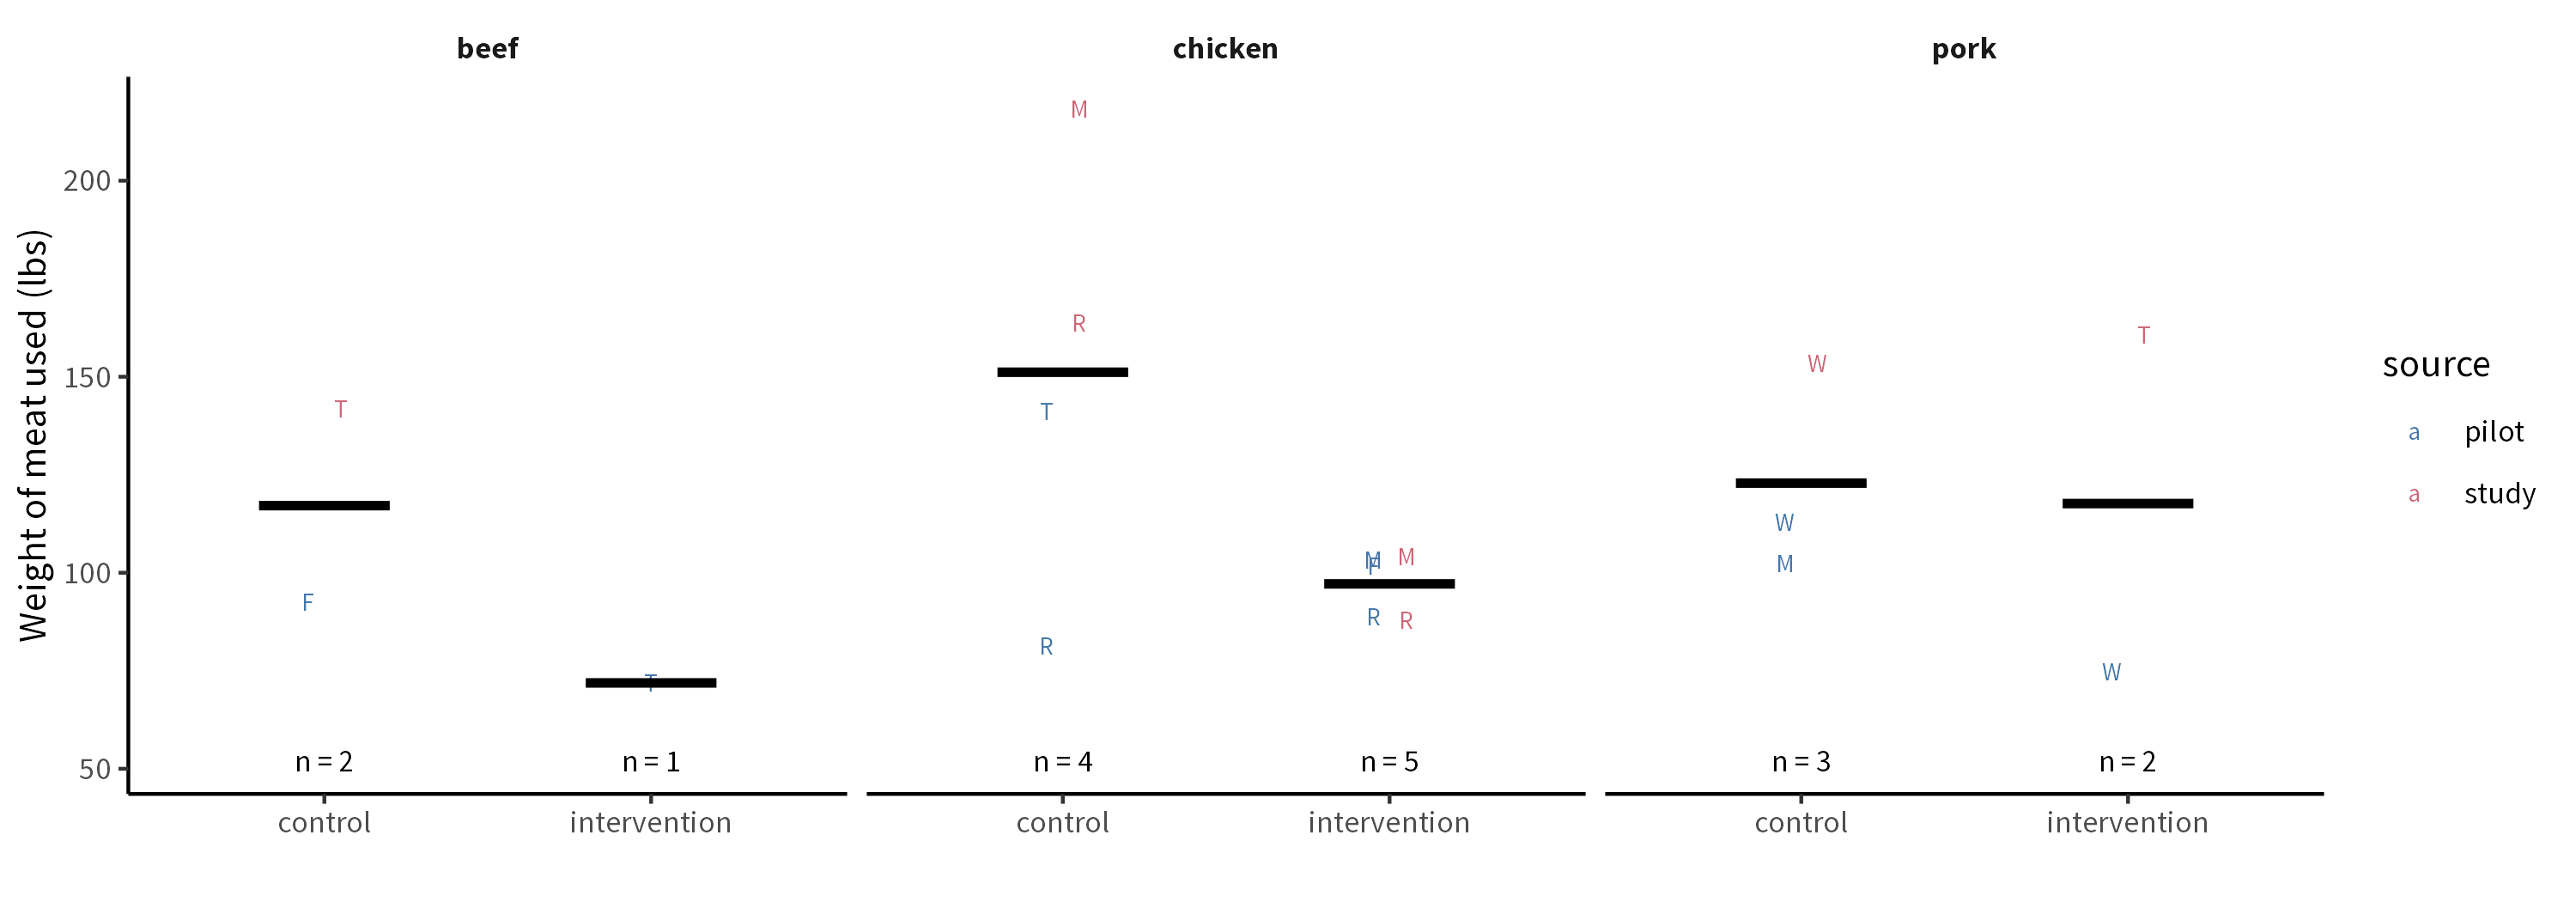 beef
chicken
pork
Weight of meat used (lbs)
200
150
100
50
T
F
T
M
R
T
R
M
F
M
R
R
W
W
M
T
W
n = 2
n = 1
n = 4
n = 5
n = 3
n = 2
control
intervention
control
intervention
control
intervention
source
a pilot
a study